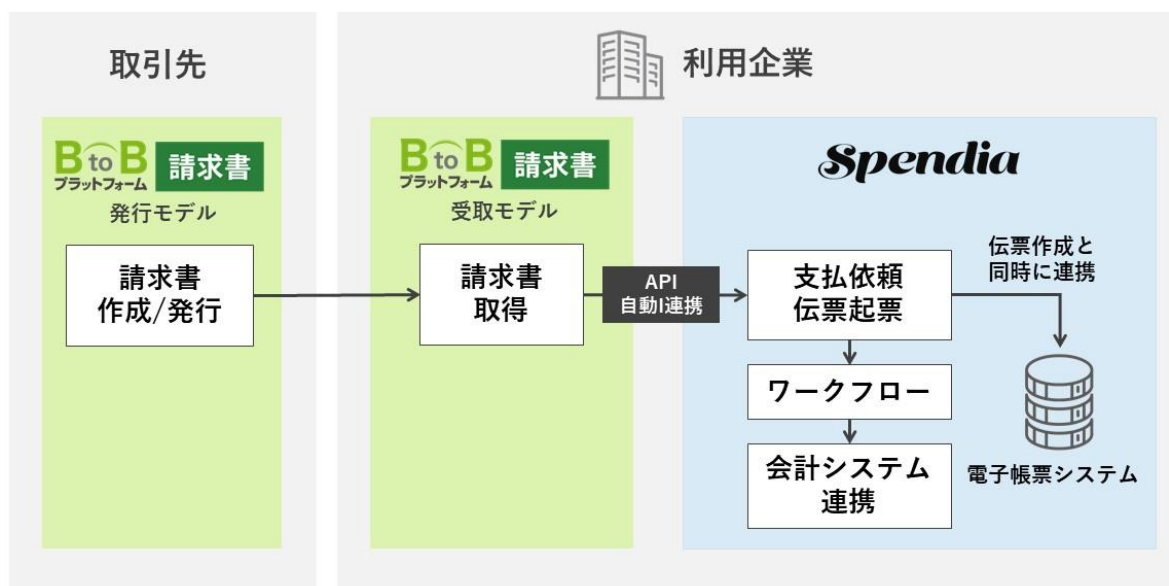 取引先
利用企業
BtoB
プラットフォーム
請求書
発行モデル
請求書
作成/発行
BtoB
プラットフォーム
請求書
受取モデル
請求書
取得
API
自動I連携
Spendia
支払依頼
伝票起票
伝票作成と
同時に連携
ワークフロー
会計システム
連携
電子帳票システム